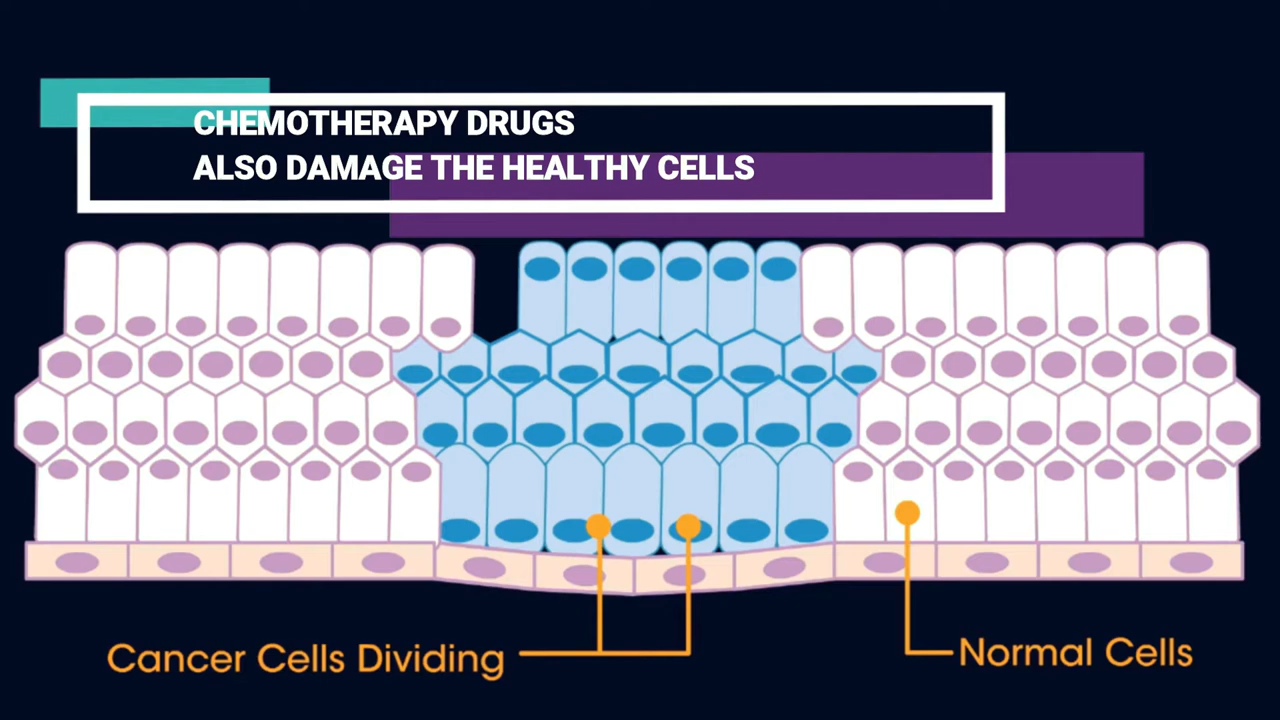 CHEMOTHERAPY DRUGS
ALSO DAMAGE THE HEALTHY CELLS
Cancer Cells Dividing
Normal Cells